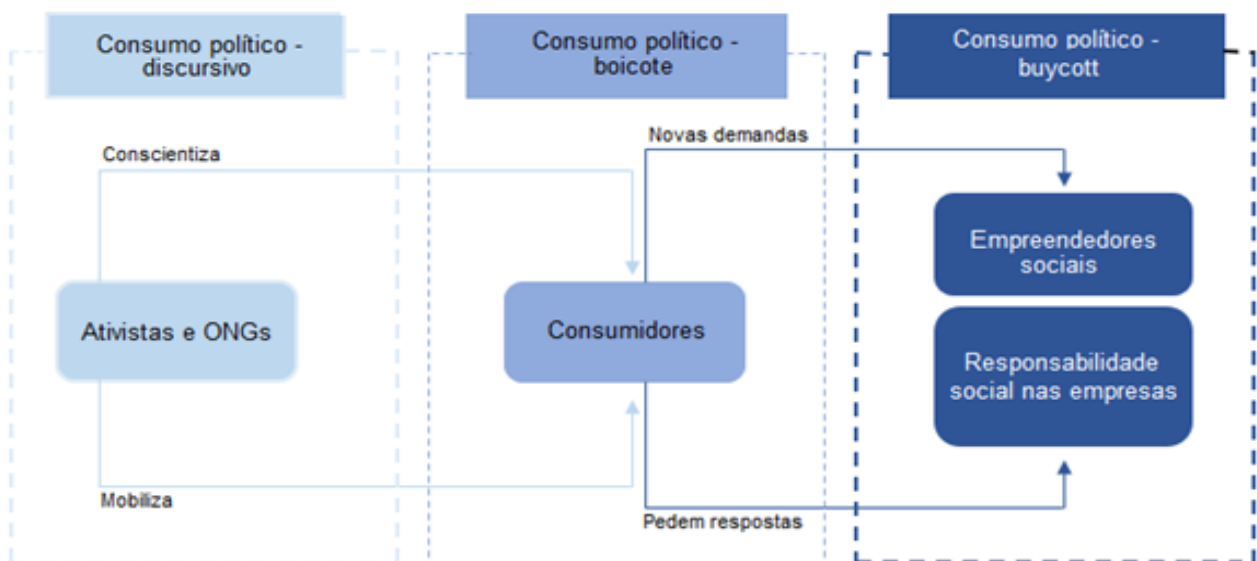 Consumo político -
discursivo
Consumo político -
boicote
Consumo político -
buycott
Conscientiza
Novas demandas
Ativistas e ONGs
Consumidores
Empreendedores
sociais
Responsabilidade
social nas empresas
Mobiliza
Pedem respostas